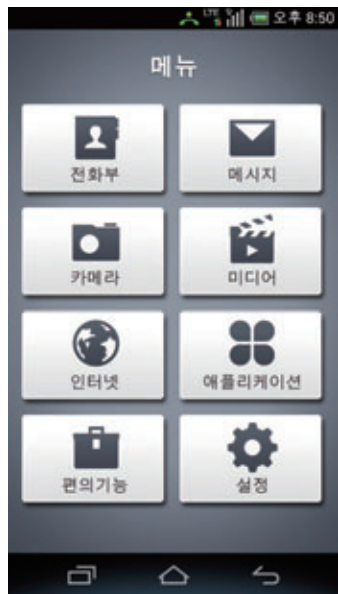 LTE 오후 8:50
메뉴
전화부
메시지
카메라
미디어
인터넷
애플리케이션
편의기능
설정